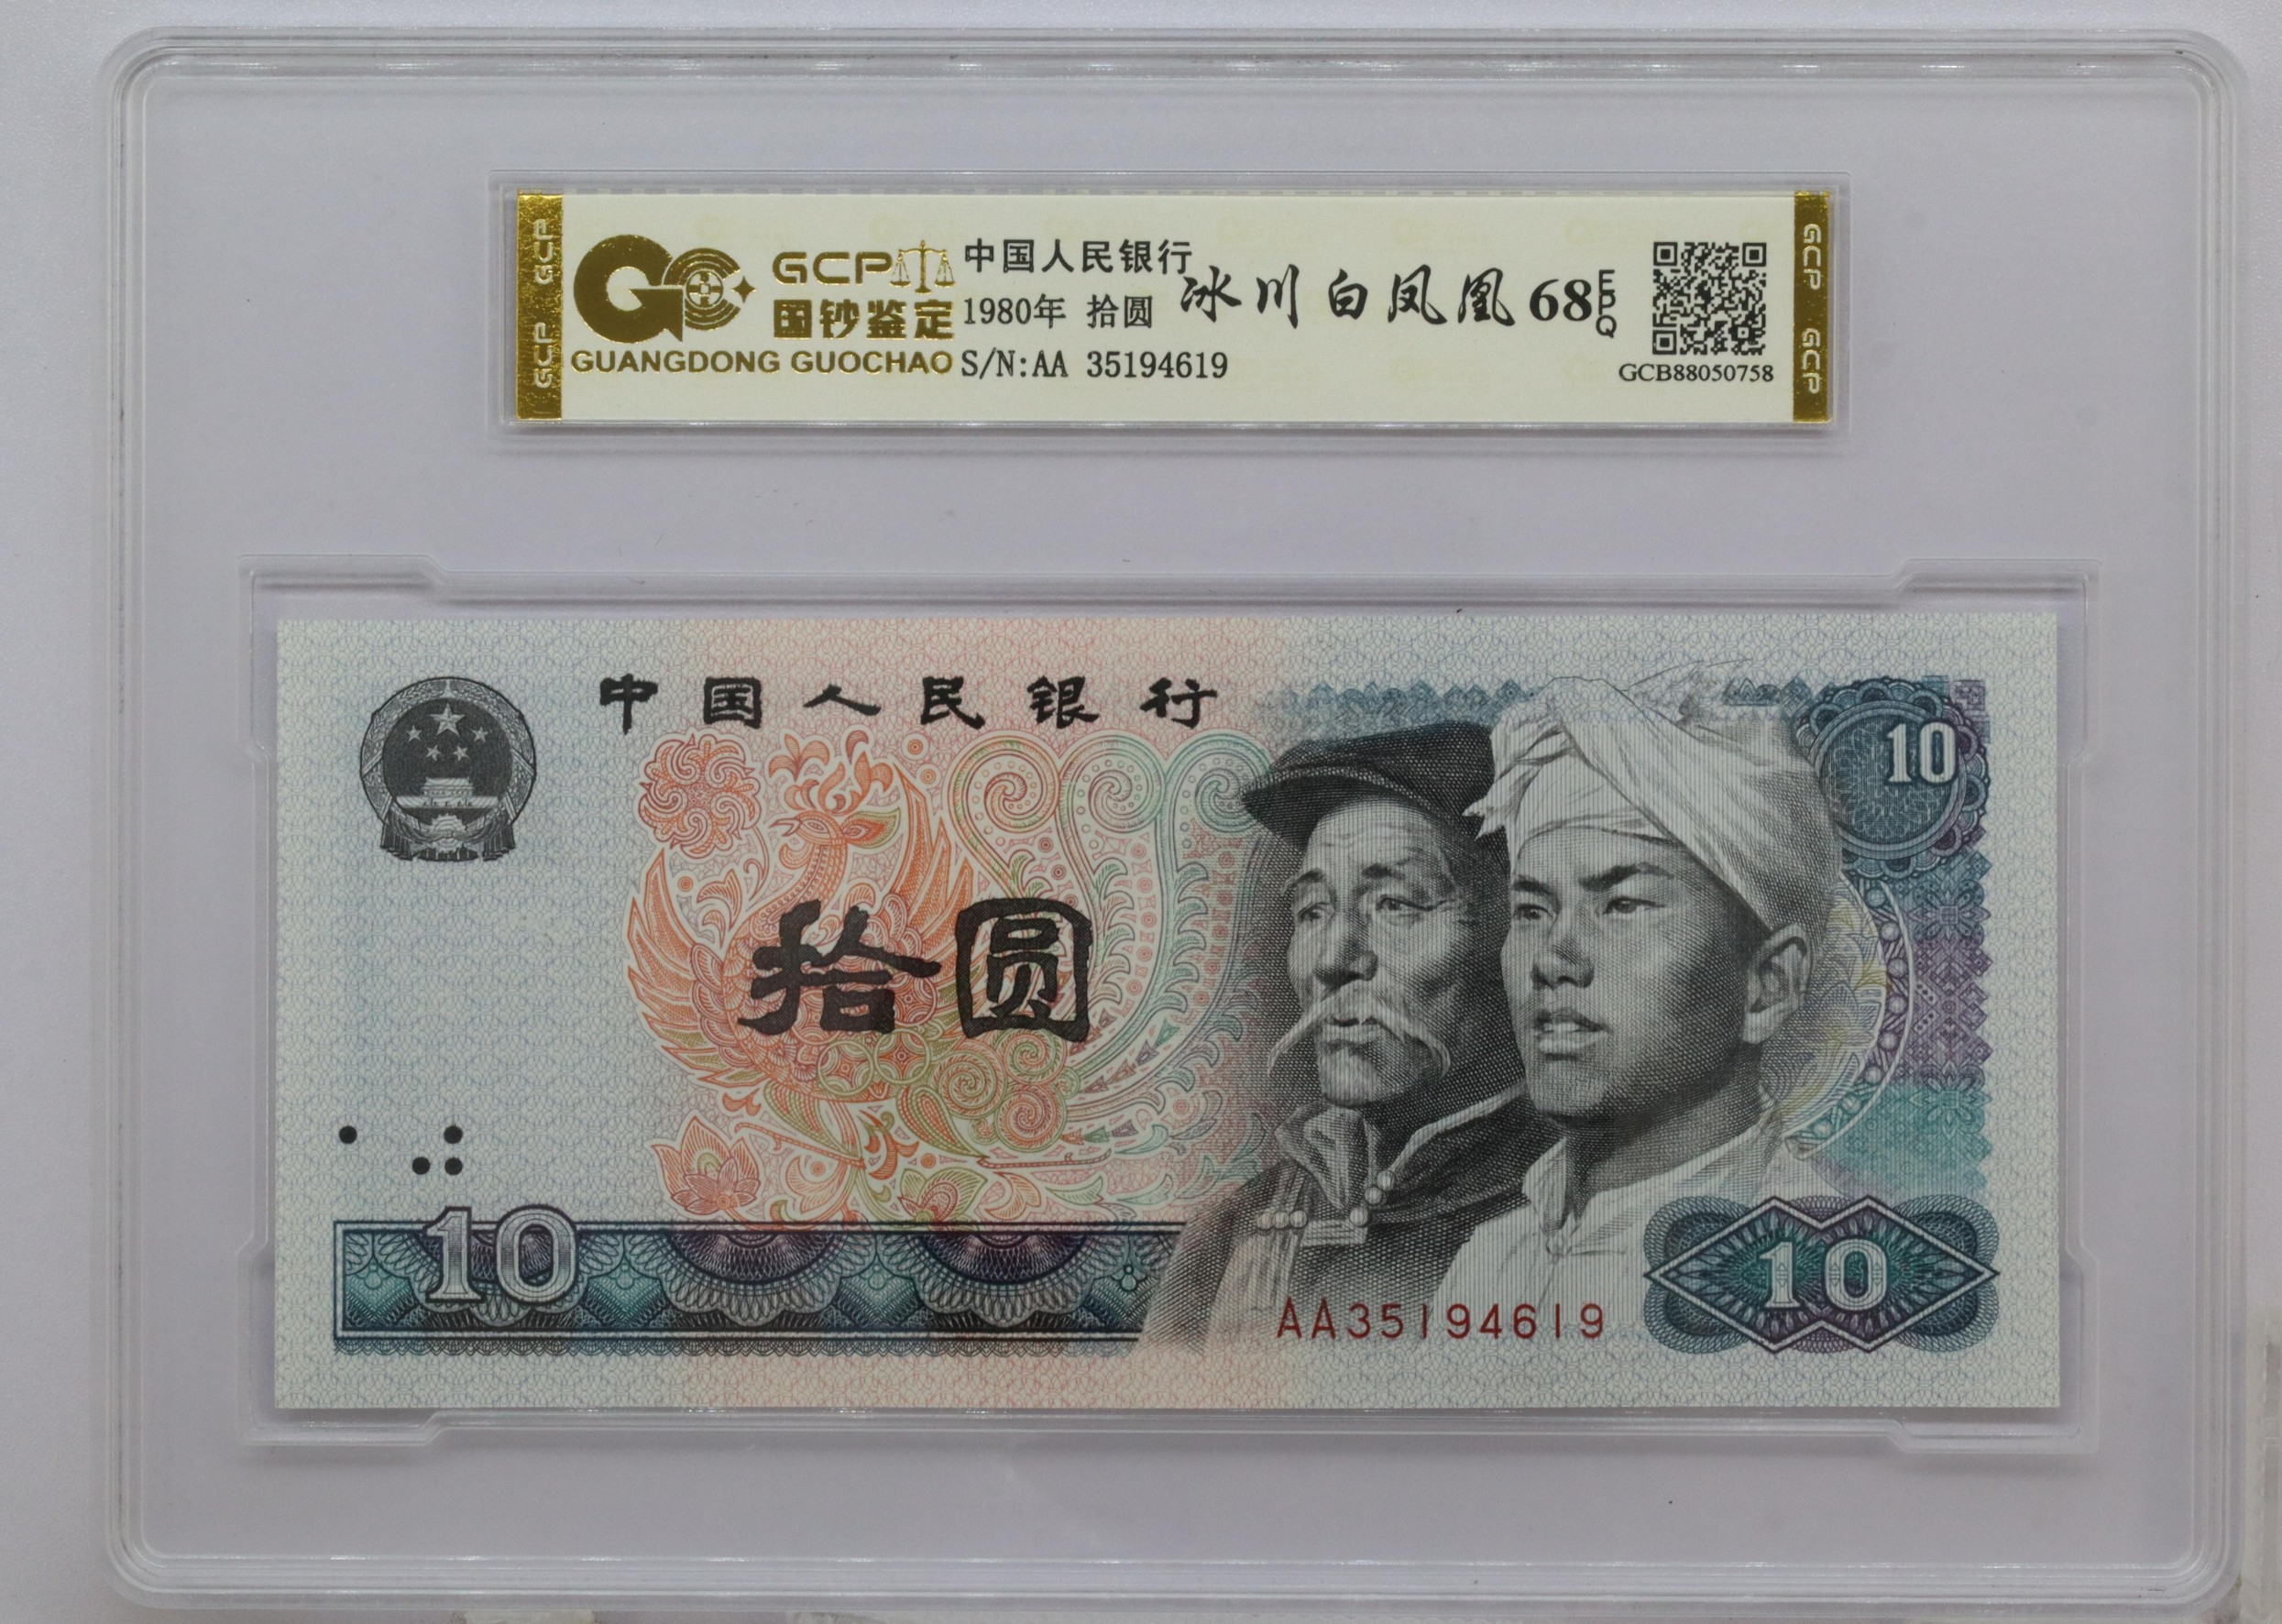 GCP
中国人民银行
国钞鉴定
1980年 拾圆
冰川白凤凰
68
EPQ
GUANGDONG GUOCHAO
S/N:AA 35194619
GCB88050758
GCP GCP
GCP GCP
中国人民银行
10
拾圆
10
AA35194619
10